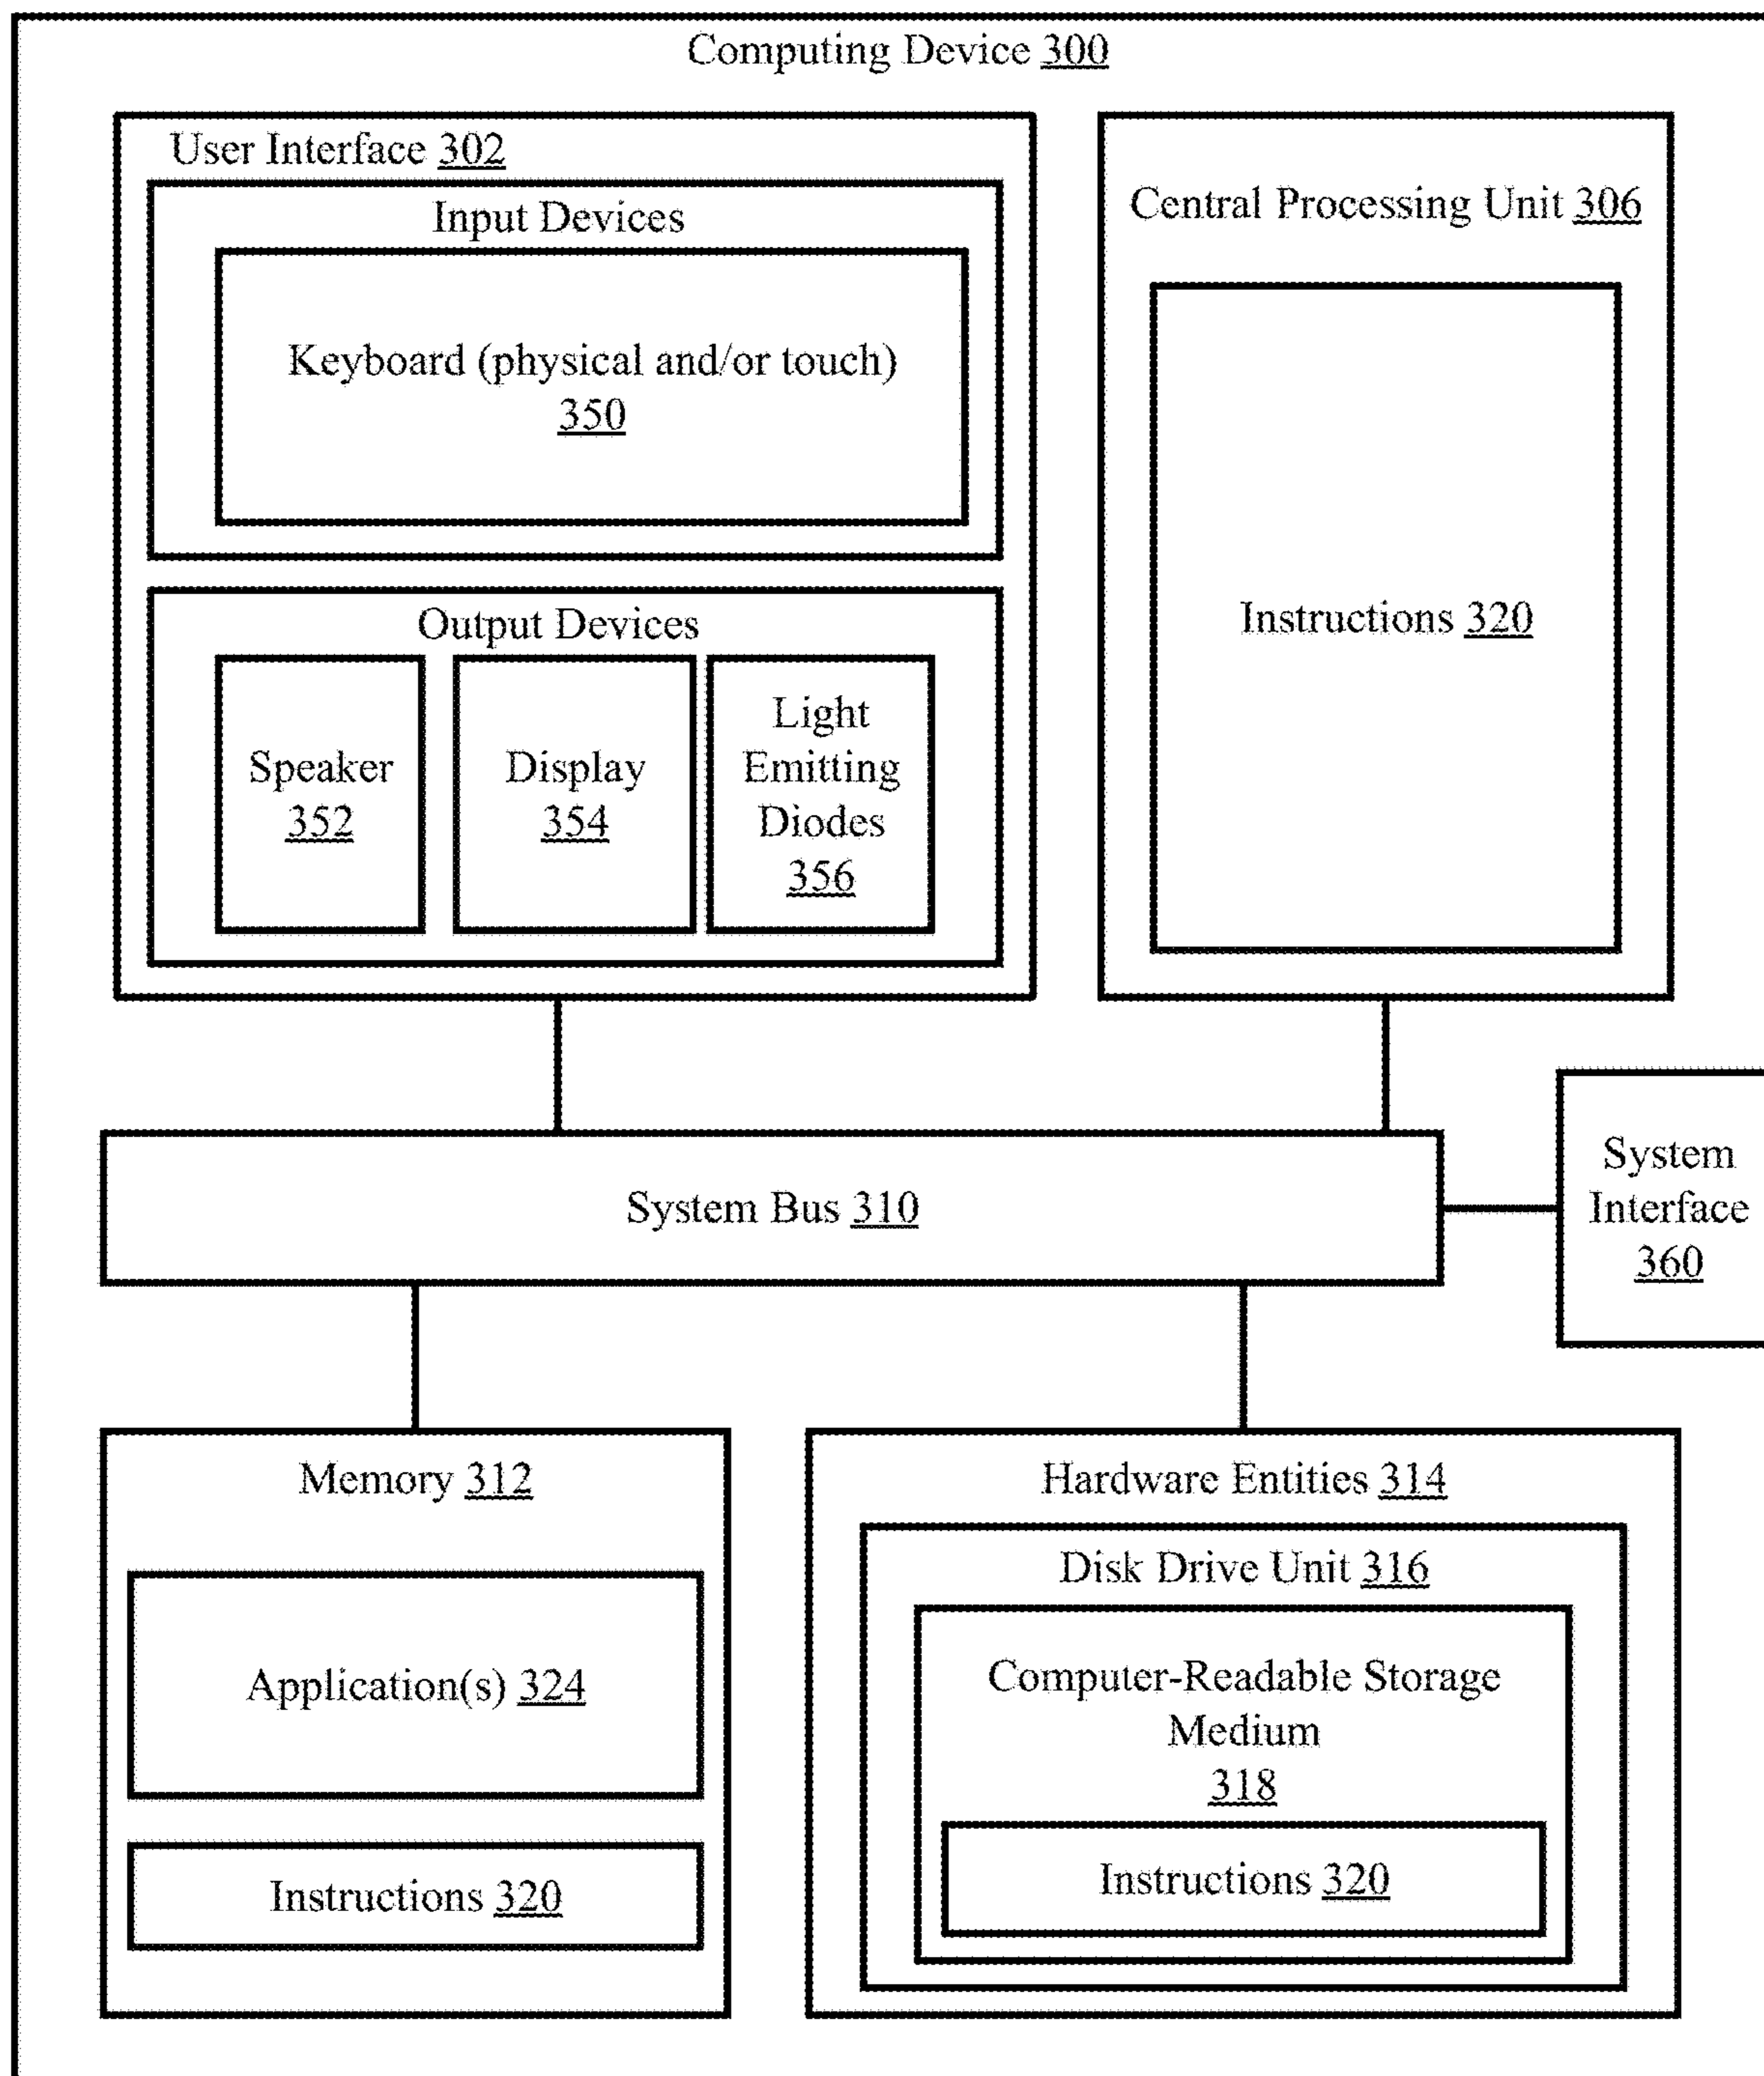 Computing Device 300
User Interface 302
Input Devices
Keyboard (physical and/or touch)
350
Output Devices
Speaker
352
Display
354
Light
Emitting
Diodes
356
Central Processing Unit 306
Instructions 320
System Bus 310
System
Interface
360
Memory 312
Application(s) 324
Instructions 320
Hardware Entities 314
Disk Drive Unit 316
Computer-Readable Storage
Medium
318
Instructions 320